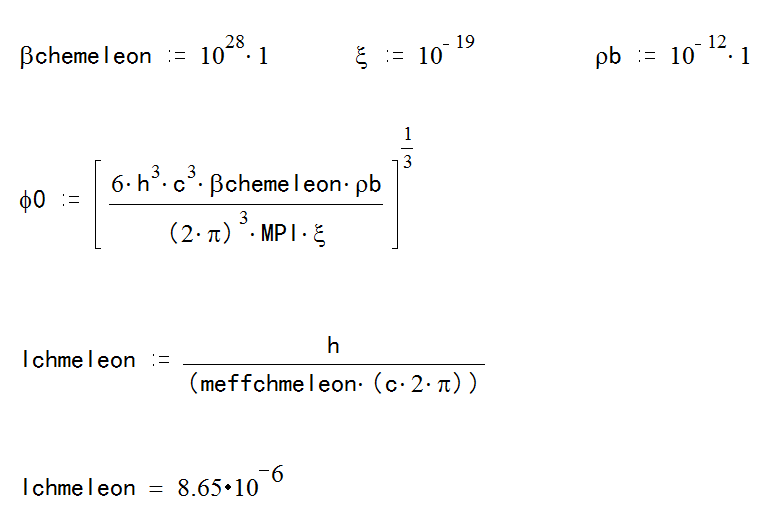 βchemeleon := 10^28·1 ξ := 10^-19 ρb := 10^-12·1
ϕ0 := [ (6·h^3·c^3·βchemeleon·ρb) / ((2·π)^3·MPl·ξ) ]^(1/3)
lchmeleon := h / (meffchmeleon·(c·2·π))
lchmeleon = 8.65•10^-6